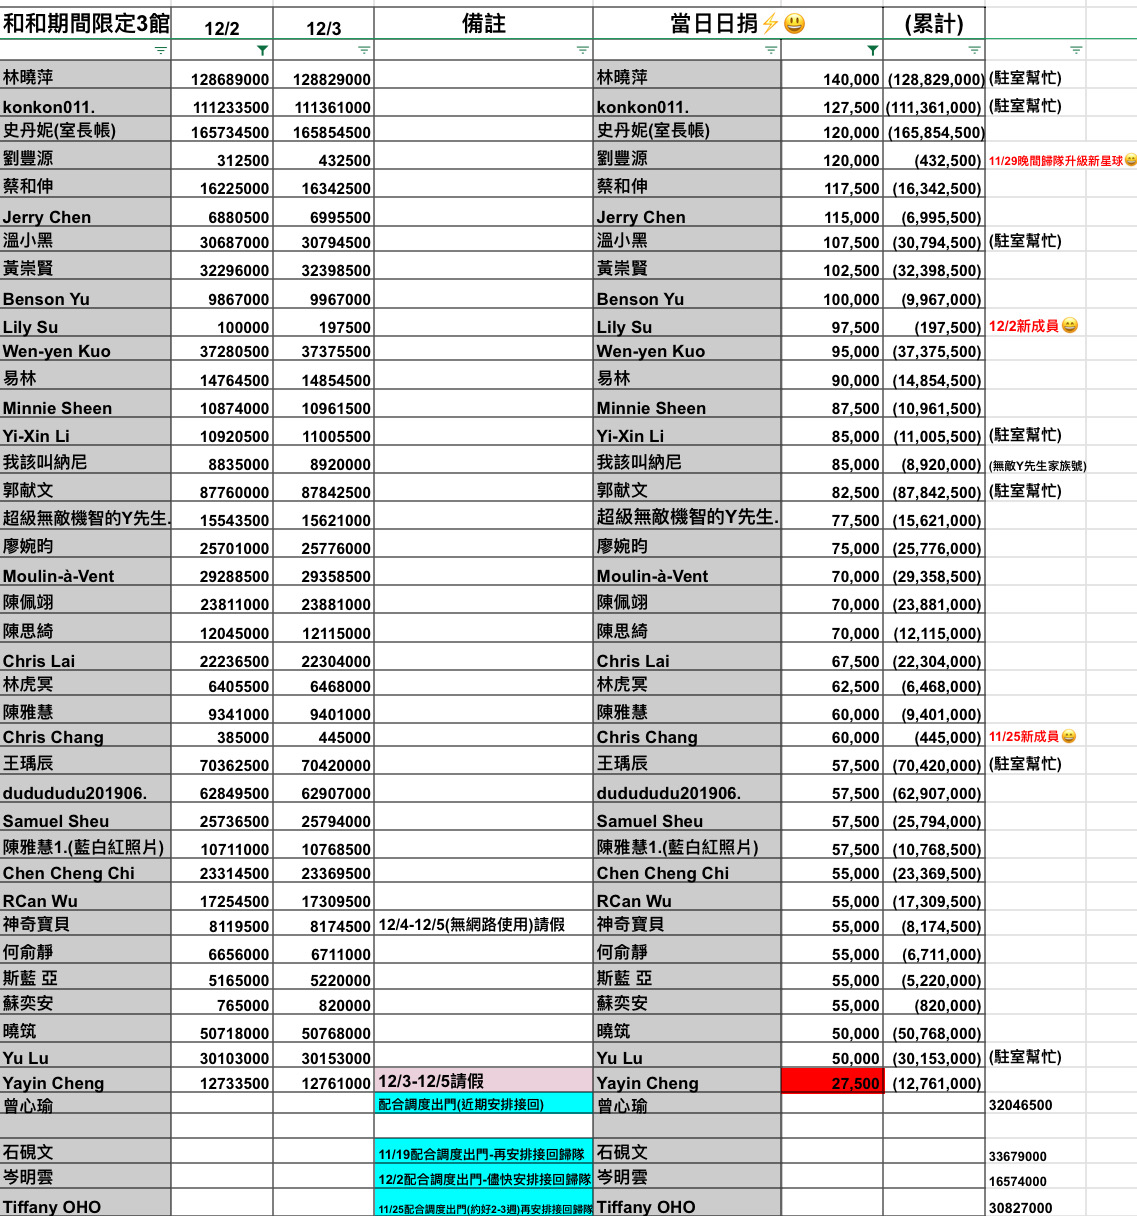 和和期間限定3館 12/2 12/3 備註 當日日捐⚡😃 (累計)
林曉萍 128689000 128829000 林曉萍 140,000 (128,829,000) (駐室幫忙)
konkon011. 111233500 111361000 konkon011. 127,500 (111,361,000) (駐室幫忙)
史丹妮(室長帳) 165734500 165854500 史丹妮(室長帳) 120,000 (165,854,500)
劉豐源 312500 432500 劉豐源 120,000 (432,500) 11/29晚間歸隊升級新星球😄
蔡和伸 16225000 16342500 蔡和伸 117,500 (16,342,500)
Jerry Chen 6880500 6995500 Jerry Chen 115,000 (6,995,500)
溫小黑 30687000 30794500 溫小黑 107,500 (30,794,500) (駐室幫忙)
黃崇賢 32296000 32398500 黃崇賢 102,500 (32,398,500)
Benson Yu 9867000 9967000 Benson Yu 100,000 (9,967,000)
Lily Su 100000 197500 Lily Su 97,500 (197,500) 12/2新成員😄
Wen-yen Kuo 37280500 37375500 Wen-yen Kuo 95,000 (37,375,500)
易林 14764500 14854500 易林 90,000 (14,854,500)
Minnie Sheen 10874000 10961500 Minnie Sheen 87,500 (10,961,500)
Yi-Xin Li 10920500 11005500 Yi-Xin Li 85,000 (11,005,500) (駐室幫忙)
我該叫納尼 8835000 8920000 我該叫納尼 85,000 (8,920,000) (無敵Y先生家族號)
郭献文 87760000 87842500 郭献文 82,500 (87,842,500) (駐室幫忙)
超級無敵機智的Y先生. 15543500 15621000 超級無敵機智的Y先生. 77,500 (15,621,000)
廖婉昀 25701000 25776000 廖婉昀 75,000 (25,776,000)
Moulin-à-Vent 29288500 29358500 Moulin-à-Vent 70,000 (29,358,500)
陳佩翊 23811000 23881000 陳佩翊 70,000 (23,881,000)
陳思綺 12045000 12115000 陳思綺 70,000 (12,115,000)
Chris Lai 22236500 22304000 Chris Lai 67,500 (22,304,000)
林虎冥 6405500 6468000 林虎冥 62,500 (6,468,000)
陳雅慧 9341000 9401000 陳雅慧 60,000 (9,401,000)
Chris Chang 385000 445000 Chris Chang 60,000 (445,000) 11/25新成員😄
王瑀辰 70362500 70420000 王瑀辰 57,500 (70,420,000) (駐室幫忙)
dudududu201906. 62849500 62907000 dudududu201906. 57,500 (62,907,000)
Samuel Sheu 25736500 25794000 Samuel Sheu 57,500 (25,794,000)
陳雅慧1.(藍白紅照片) 10711000 10768500 陳雅慧1.(藍白紅照片) 57,500 (10,768,500)
Chen Cheng Chi 23314500 23369500 Chen Cheng Chi 55,000 (23,369,500)
RCan Wu 17254500 17309500 RCan Wu 55,000 (17,309,500)
神奇寶貝 8119500 8174500 12/4-12/5(無網路使用)請假 神奇寶貝 55,000 (8,174,500)
何俞靜 6656000 6711000 何俞靜 55,000 (6,711,000)
斯藍 亞 5165000 5220000 斯藍 亞 55,000 (5,220,000)
蘇奕安 765000 820000 蘇奕安 55,000 (820,000)
曉筑 50718000 50768000 曉筑 50,000 (50,768,000)
Yu Lu 30103000 30153000 Yu Lu 50,000 (30,153,000) (駐室幫忙)
Yayin Cheng 12733500 12761000 12/3-12/5請假 Yayin Cheng 27,500 (12,761,000)
曾心瑜 配合調度出門(近期安排接回) 曾心瑜 32046500
石硯文 11/19配合調度出門-再安排接回歸隊 石硯文 33679000
岑明雲 12/2配合調度出門-儘快安排接回歸隊 岑明雲 16574000
Tiffany OHO 11/25配合調度出門(約好2-3週)再安排接回歸隊 Tiffany OHO 30827000